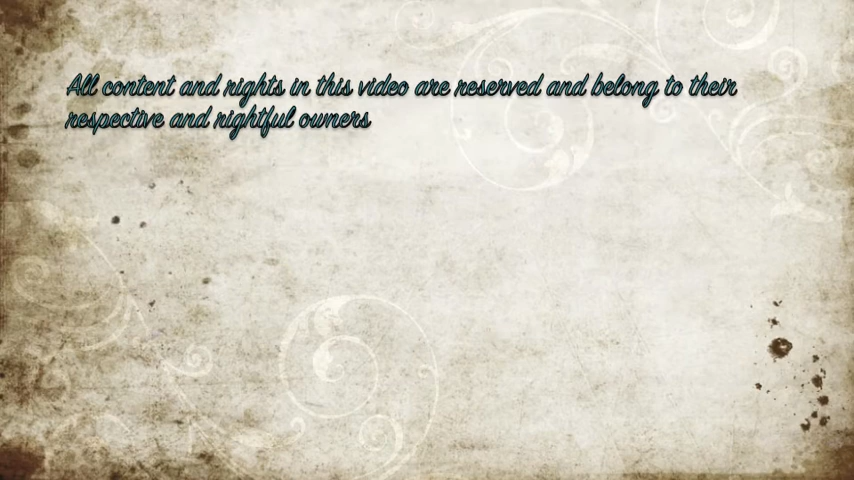 All content and rights in this video are reserved and belong to their
respective and rightful owners